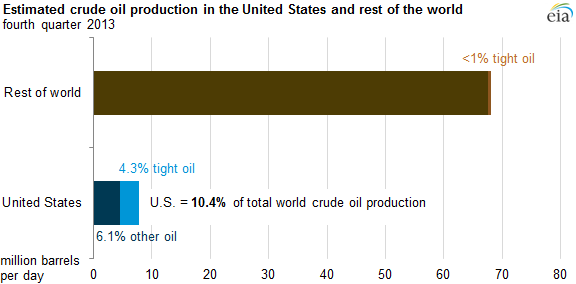 Estimated crude oil production in the United States and rest of the world
fourth quarter 2013
eia
<1% tight oil
Rest of world
4.3% tight oil
United States
U.S. = 10.4% of total world crude oil production
6.1% other oil
million barrels
per day
0 10 20 30 40 50 60 70 80